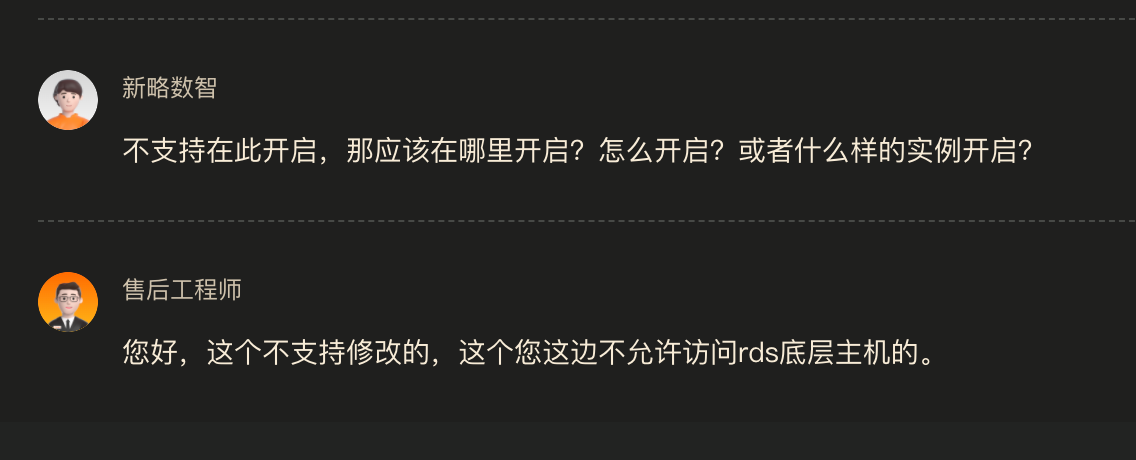 新略数智
不支持在此开启，那应该在哪里开启？怎么开启？或者什么样的实例开启？
售后工程师
您好，这个不支持修改的，这个您这边不允许访问rds底层主机的。